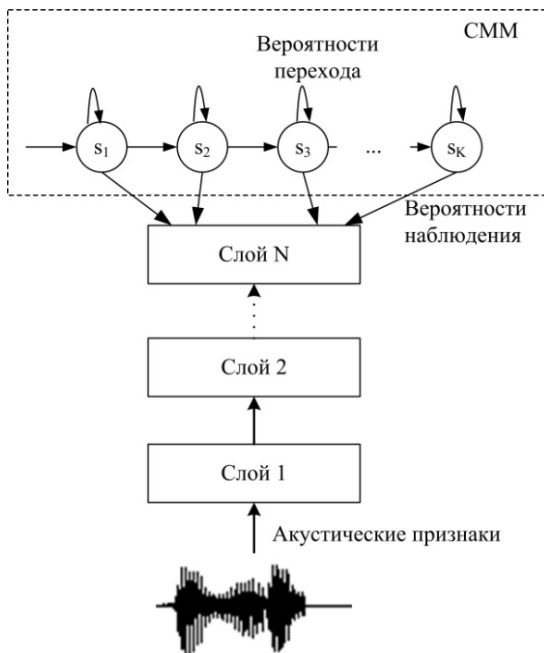 СММ
Вероятности
перехода
s1
s2
s3
...
sK
Вероятности
наблюдения
Слой N
Слой 2
Слой 1
Акустические признаки